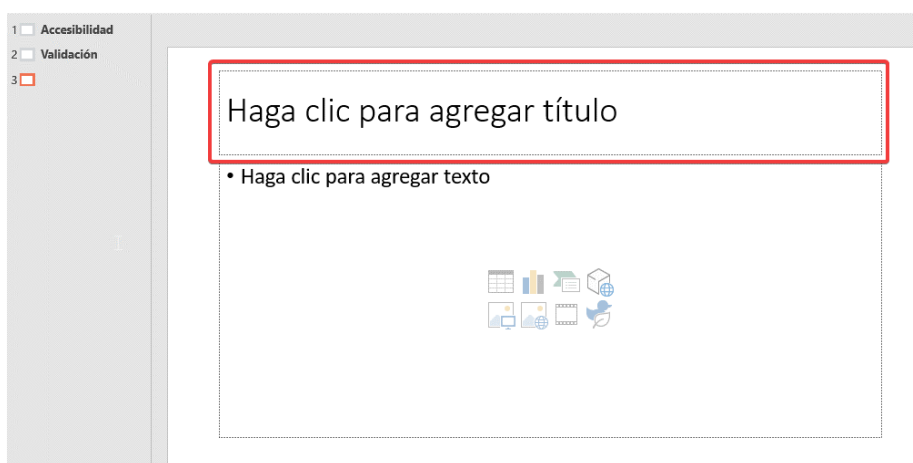 1 Accesibilidad
2 Validación
3
Haga clic para agregar título
• Haga clic para agregar texto